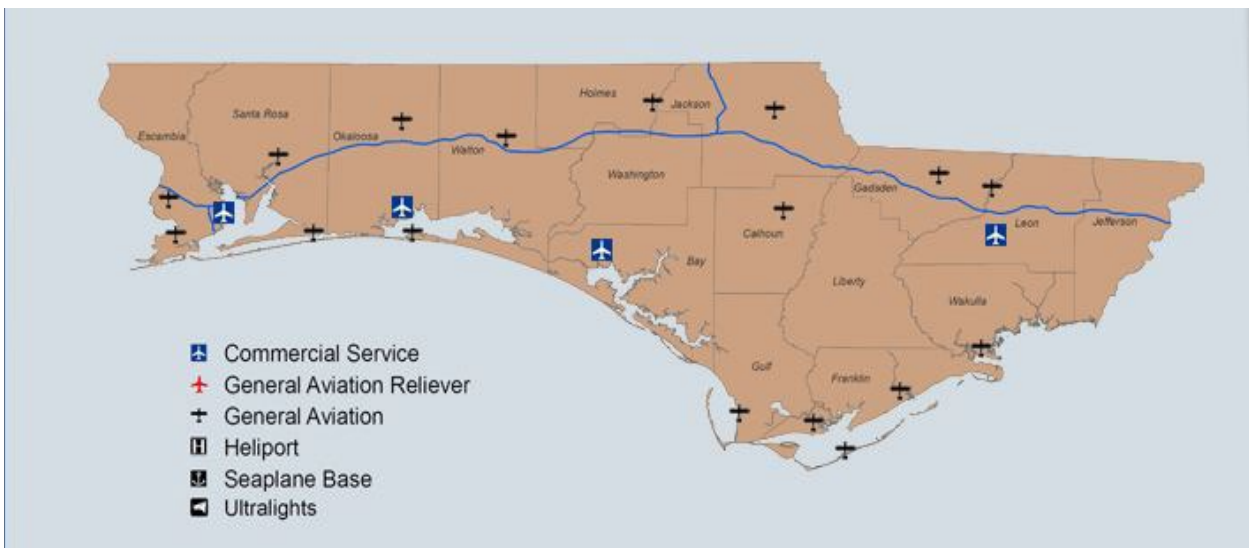 Holmes
Jackson
Santa Rosa
Escambia
Okaloosa
Walton
Washington
Gadsden
Leon
Jefferson
Calhoun
Bay
Liberty
Wakulla
Gulf
Franklin
Commercial Service
General Aviation Reliever
General Aviation
H
Heliport
Seaplane Base
Ultralights